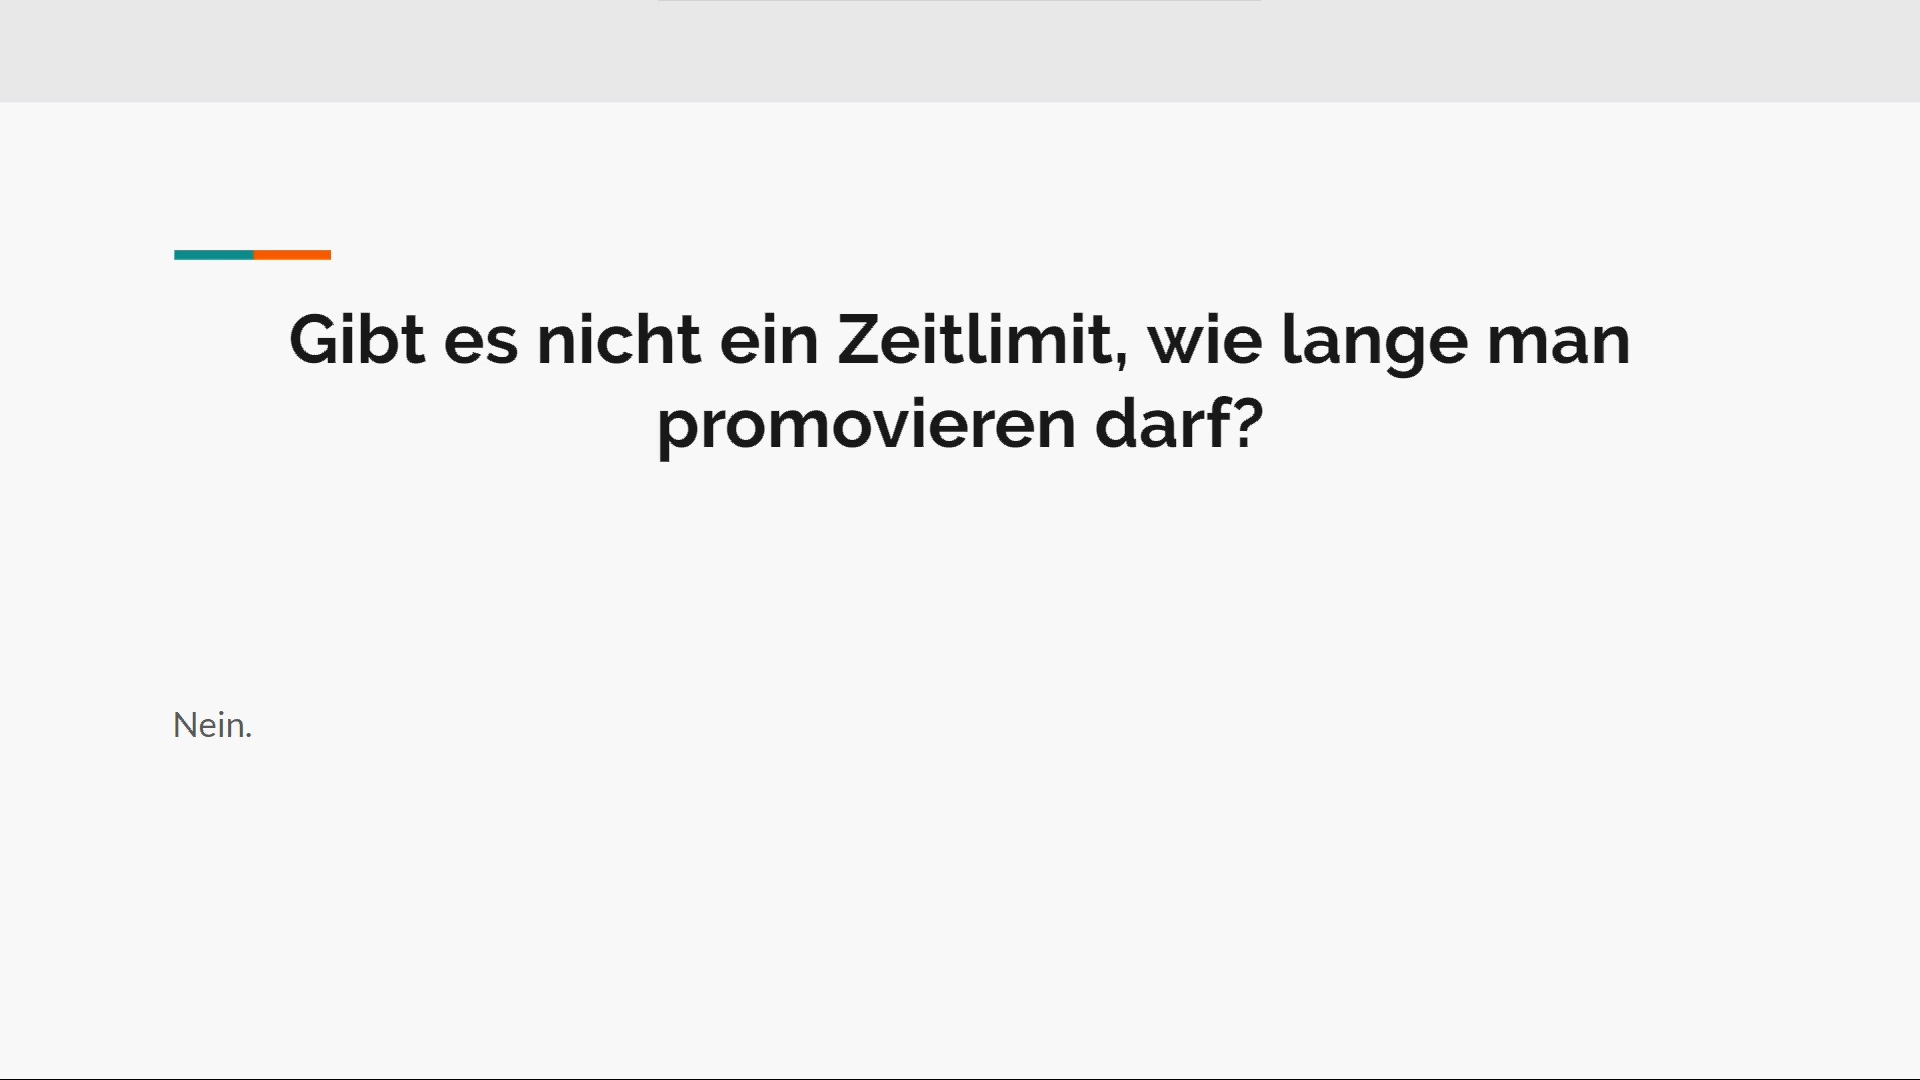 Gibt es nicht ein Zeitlimit, wie lange man
promovieren darf?
Nein.